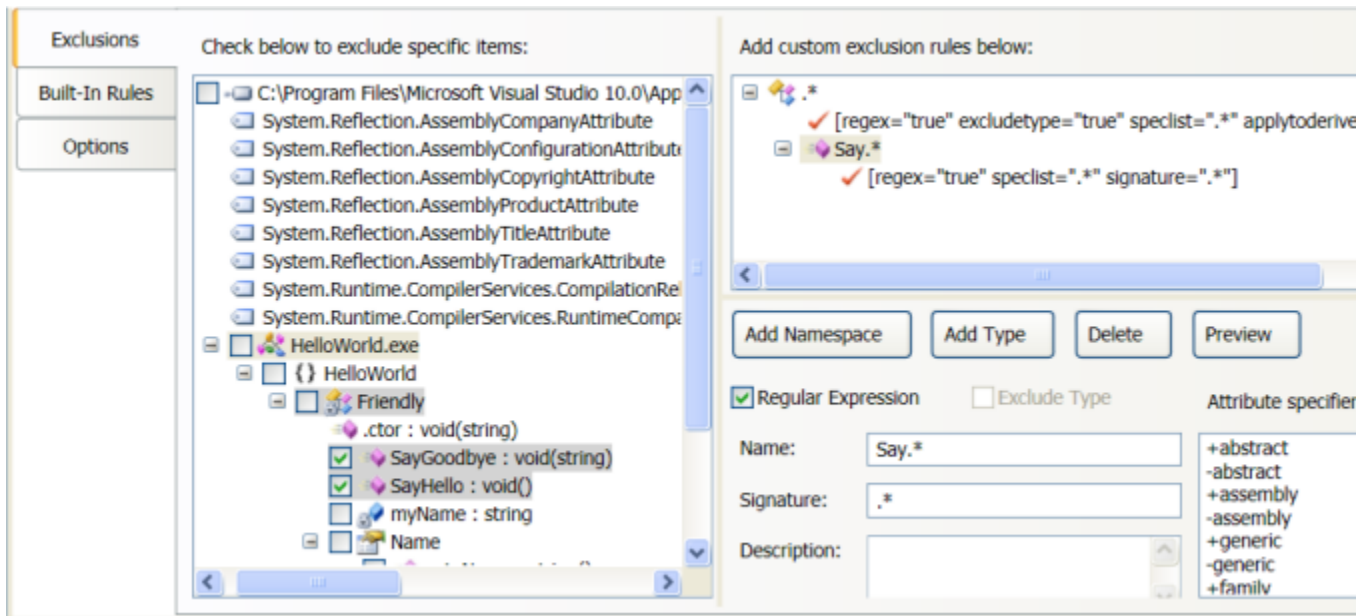 Exclusions
Built-In Rules
Options
Check below to exclude specific items:
C:\Program Files\Microsoft Visual Studio 10.0\App
System.Reflection.AssemblyCompanyAttribute
System.Reflection.AssemblyConfigurationAttribut
System.Reflection.AssemblyCopyrightAttribute
System.Reflection.AssemblyProductAttribute
System.Reflection.AssemblyTitleAttribute
System.Reflection.AssemblyTrademarkAttribute
System.Runtime.CompilerServices.CompilationRel
System.Runtime.CompilerServices.RuntimeCompa
HelloWorld.exe
{} HelloWorld
Friendly
.ctor : void(string)
SayGoodbye : void(string)
SayHello : void()
myName : string
Name
Add custom exclusion rules below:
.*
[regex="true" excludetype="true" speclist=".*" applytoderive
Say.*
[regex="true" speclist=".*" signature=".*"]
Add Namespace Add Type Delete Preview
Regular Expression Exclude Type Attribute specifier
Name: Say.*
Signature: .*
Description:
+abstract
-abstract
+assembly
-assembly
+generic
-generic
+family